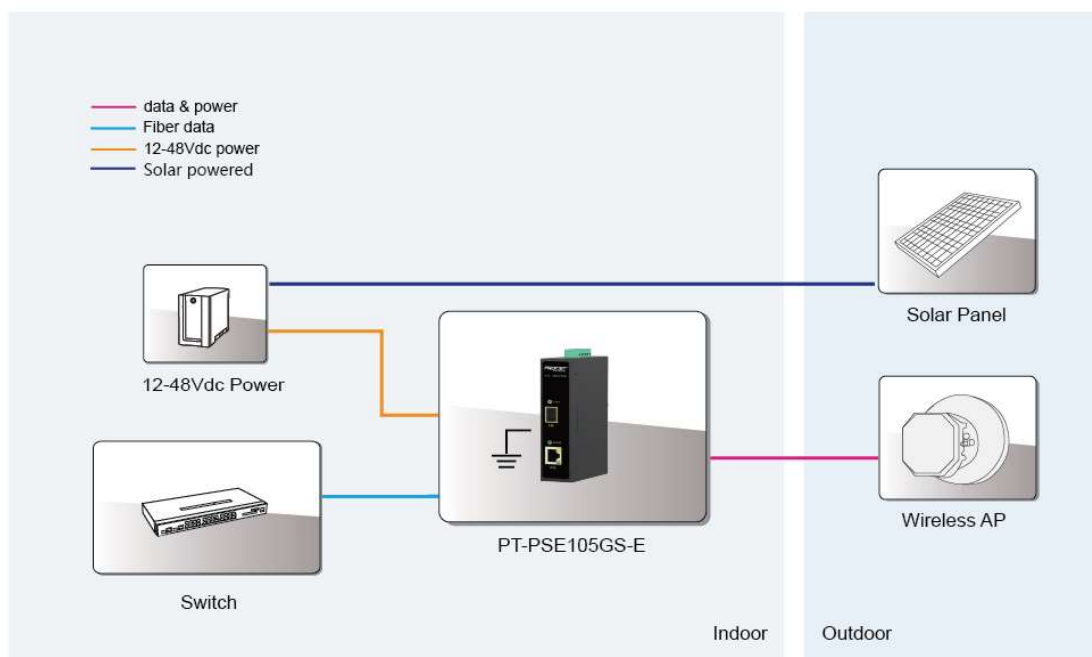 data & power
Fiber data
12-48Vdc power
Solar powered
Solar Panel
12-48Vdc Power
Wireless AP
PT-PSE105GS-E
Switch
Indoor
Outdoor